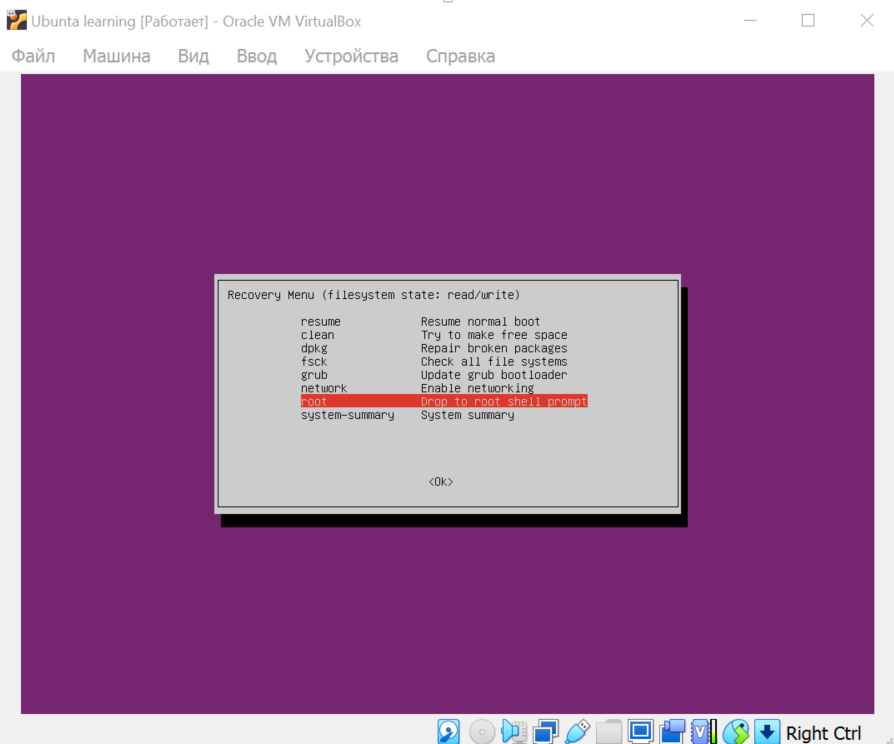 Ubunta learning [Работает] - Oracle VM VirtualBox
Файл Машина Вид Ввод Устройства Справка
Recovery Menu (filesystem state: read/write)
resume Resume normal boot
clean Try to make free space
dpkg Repair broken packages
fsck Check all file systems
grub Update grub bootloader
network Enable networking
root Drop to root shell prompt
system-summary System summary
<Ok>
Right Ctrl